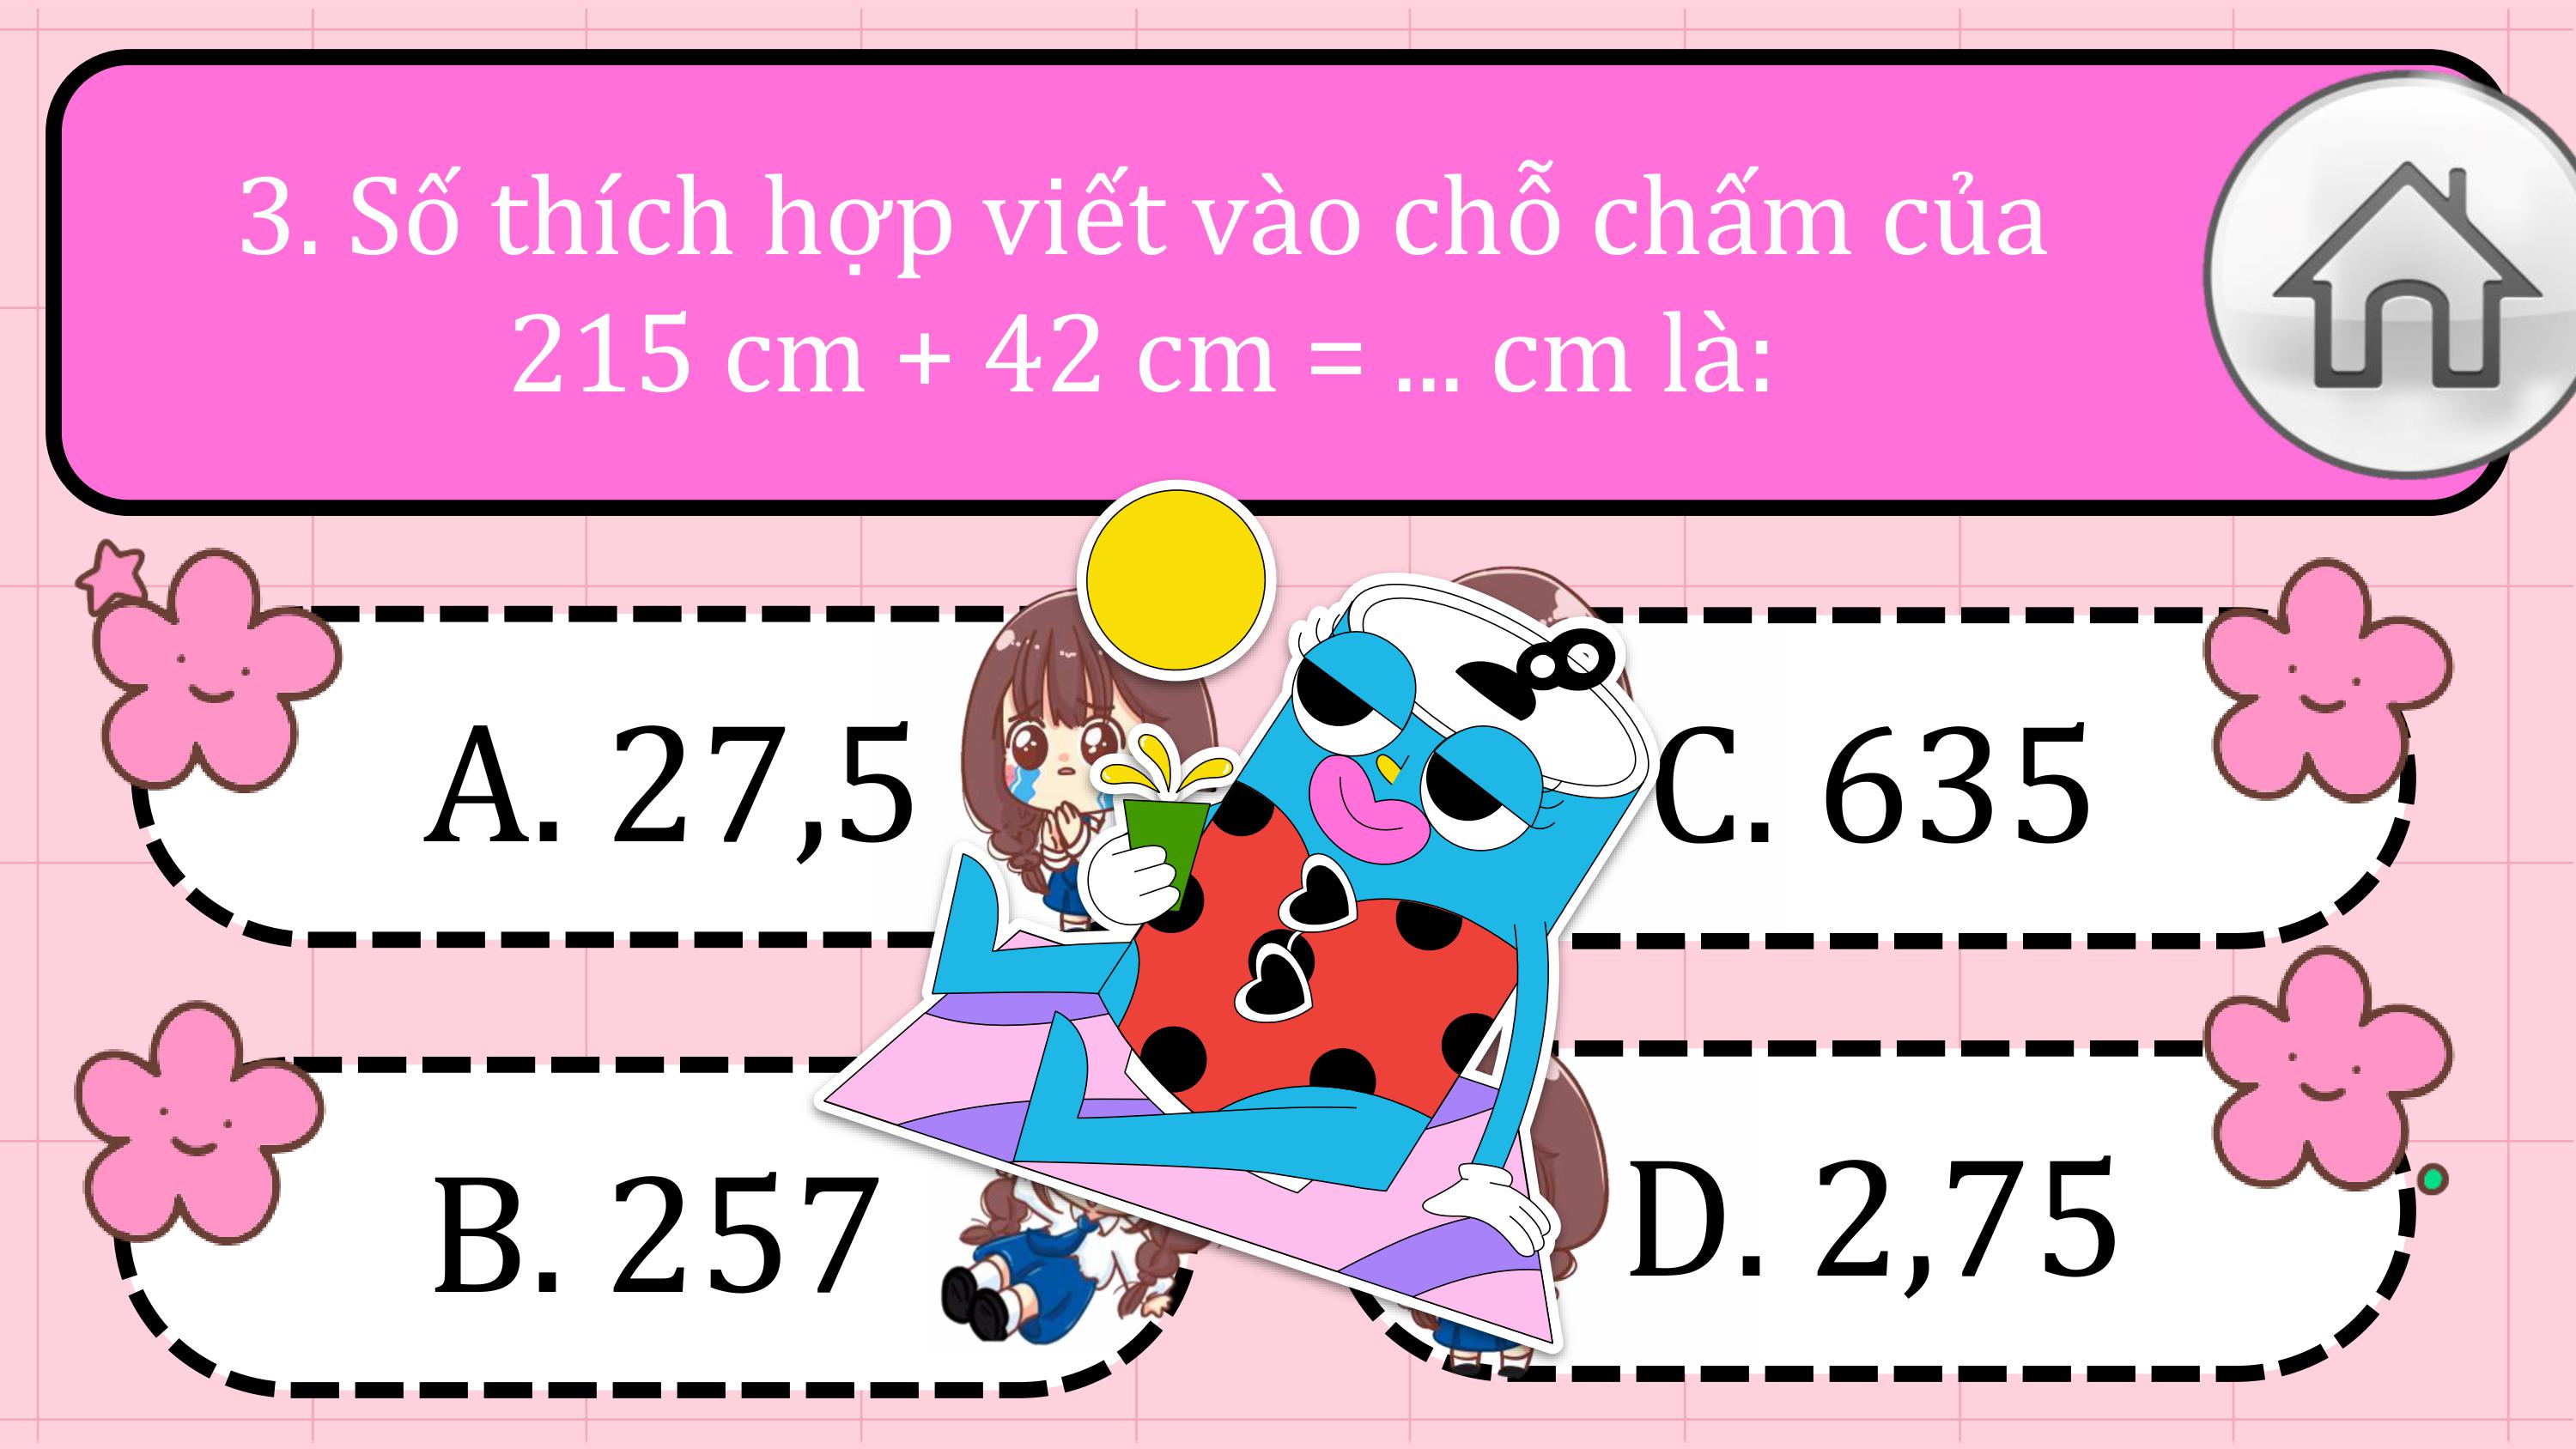 3. Số thích hợp viết vào chỗ chấm của
215 cm + 42 cm = ... cm là:
A. 27,5
C. 635
B. 257
D. 2,75